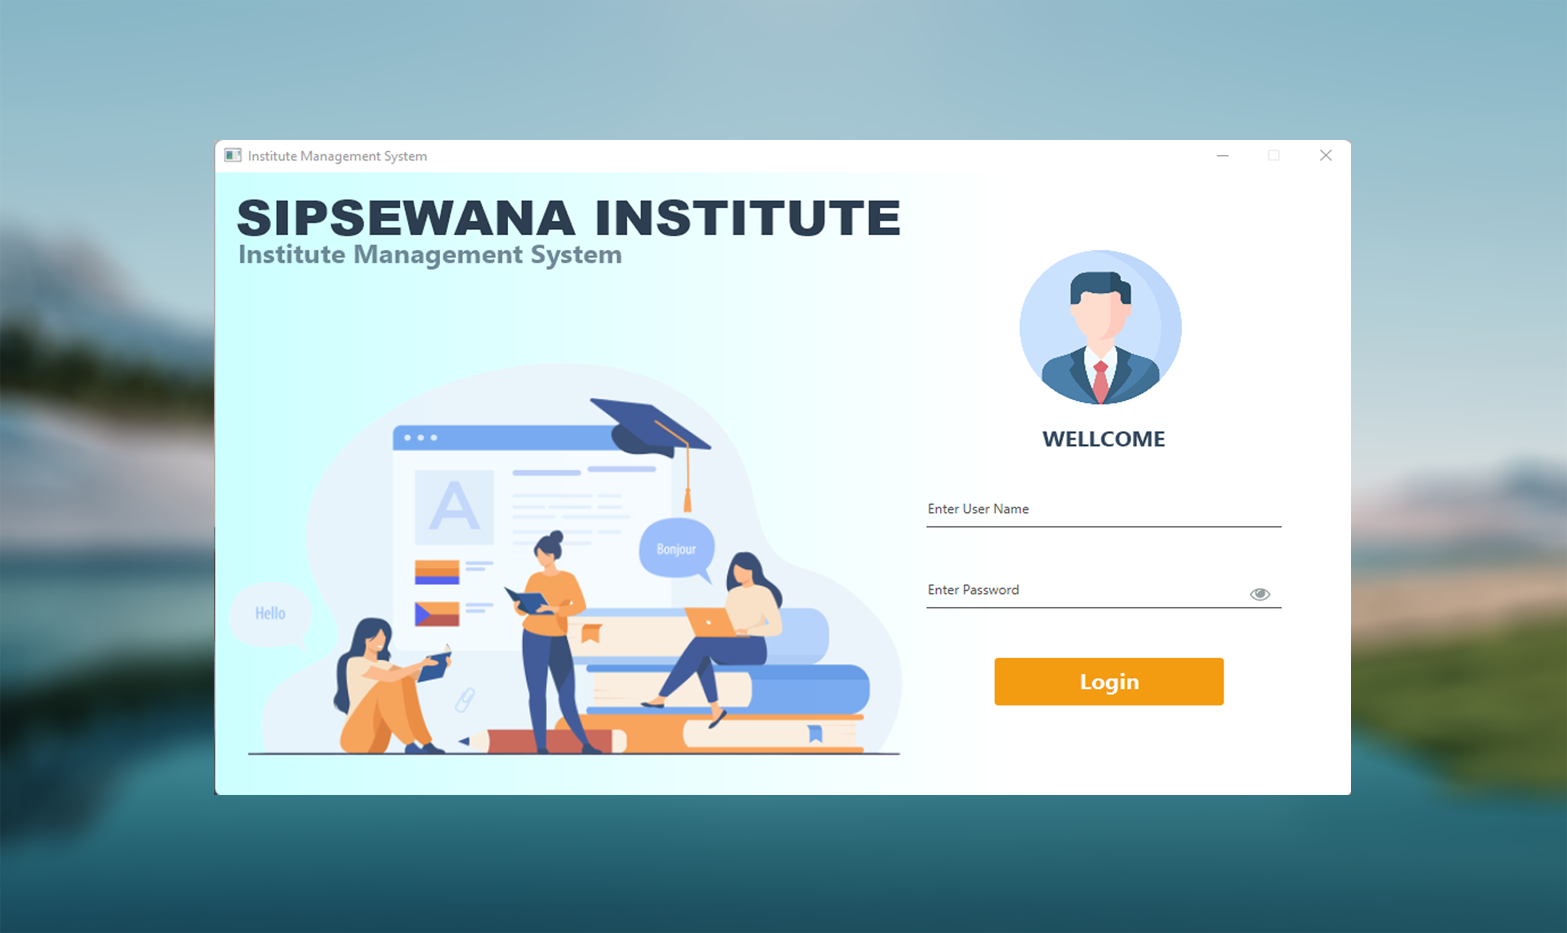 Institute Management System
SIPSEWANA INSTITUTE
Institute Management System
WELLCOME
Enter User Name
Enter Password
Login
A
Bonjour
Hello